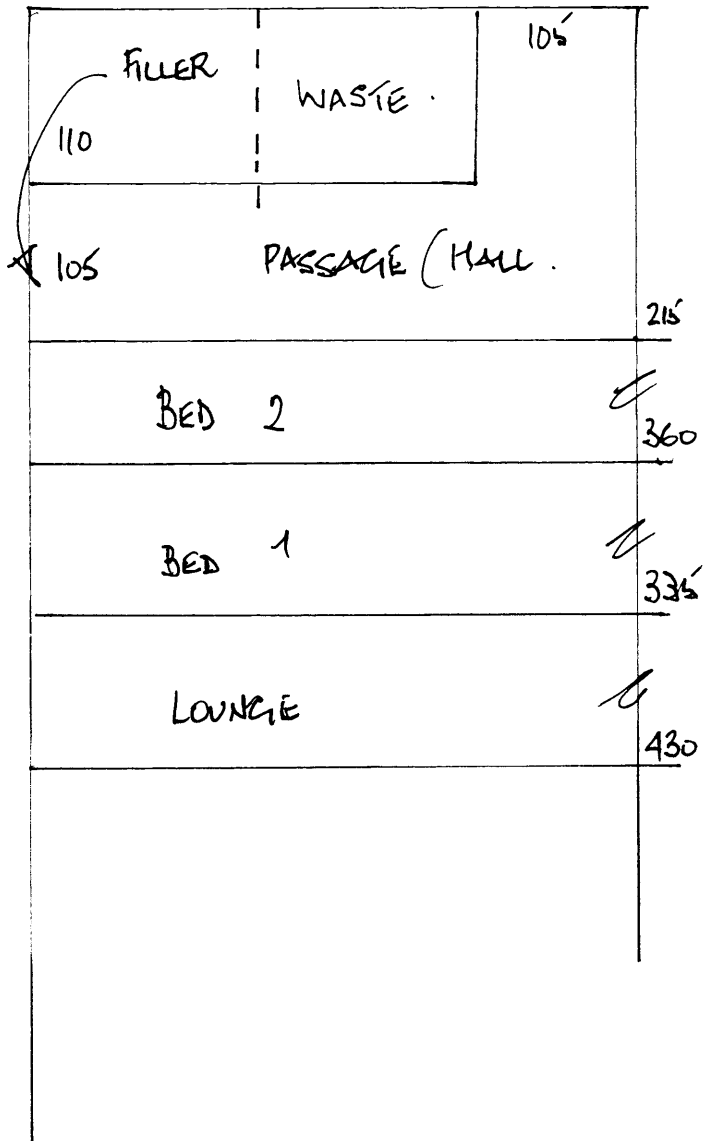 105
FILLER
WASTE.
110
105 PASSAGE (HALL.
215
BED 2
360
BED 1
335
LOUNGE
430